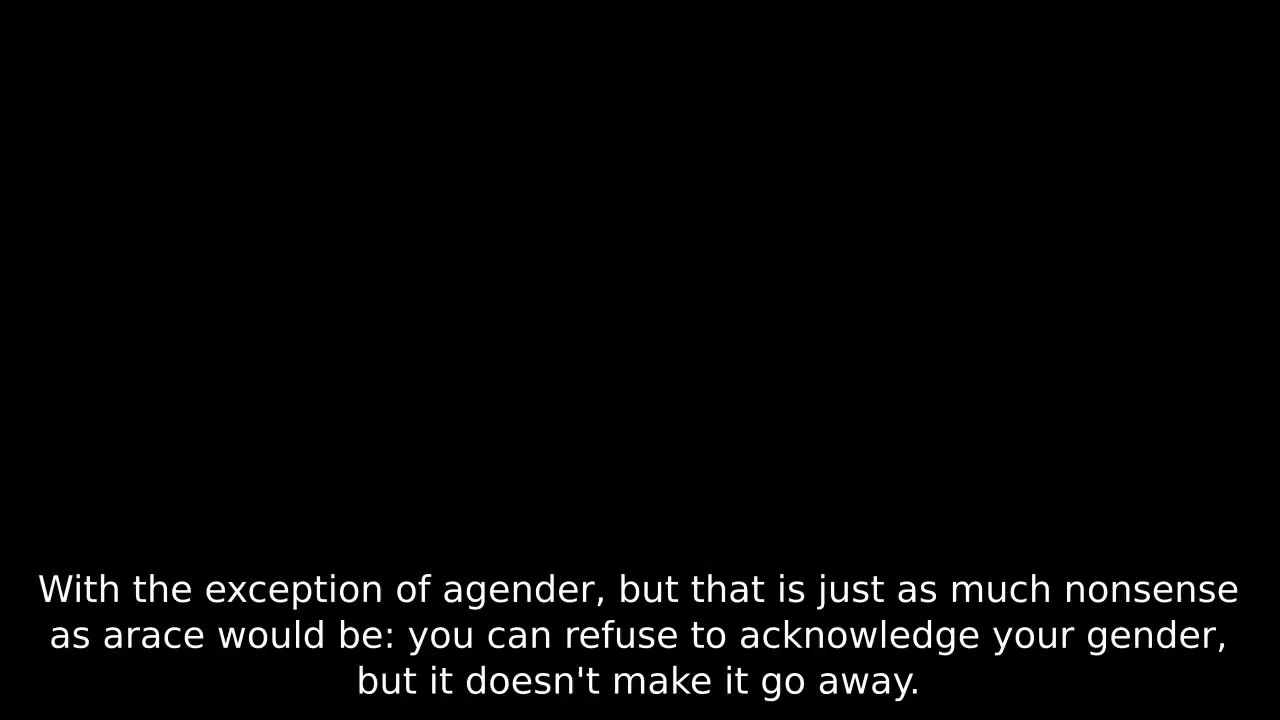 With the exception of agender, but that is just as much nonsense
as arace would be: you can refuse to acknowledge your gender,
but it doesn't make it go away.